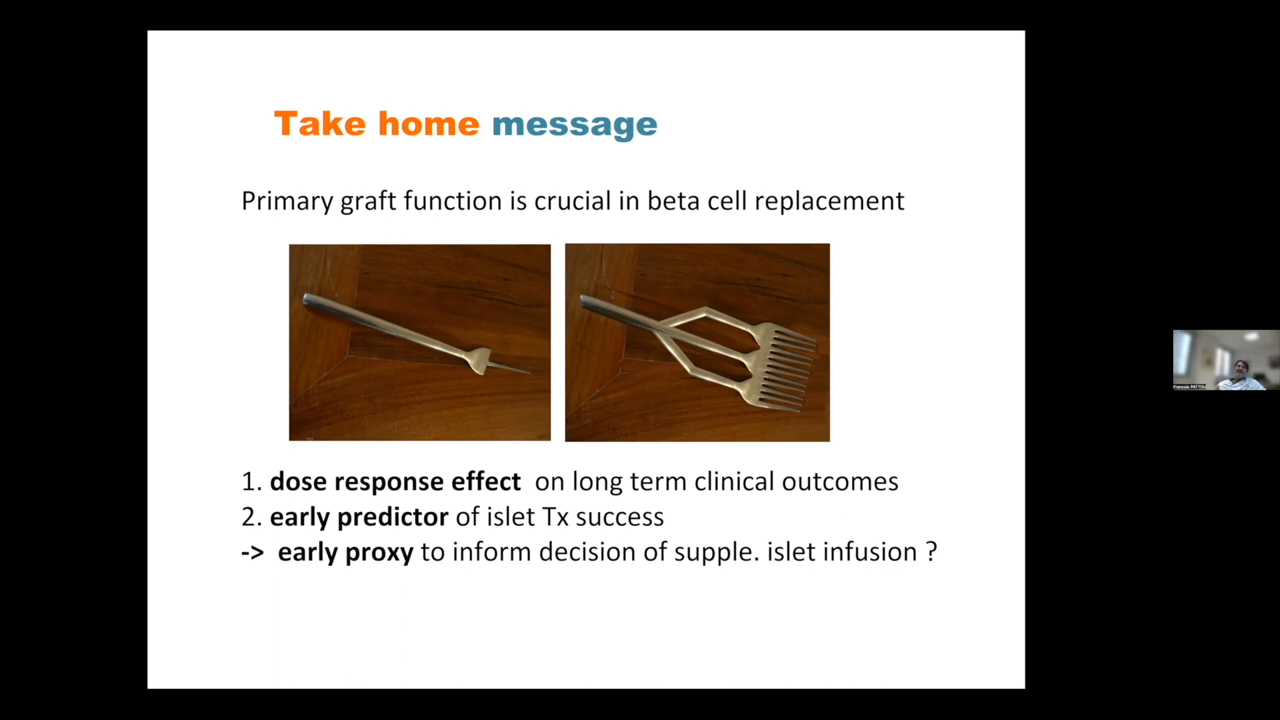 Take home message
Primary graft function is crucial in beta cell replacement
1. dose response effect on long term clinical outcomes
2. early predictor of islet Tx success
-> early proxy to inform decision of supple. islet infusion ?